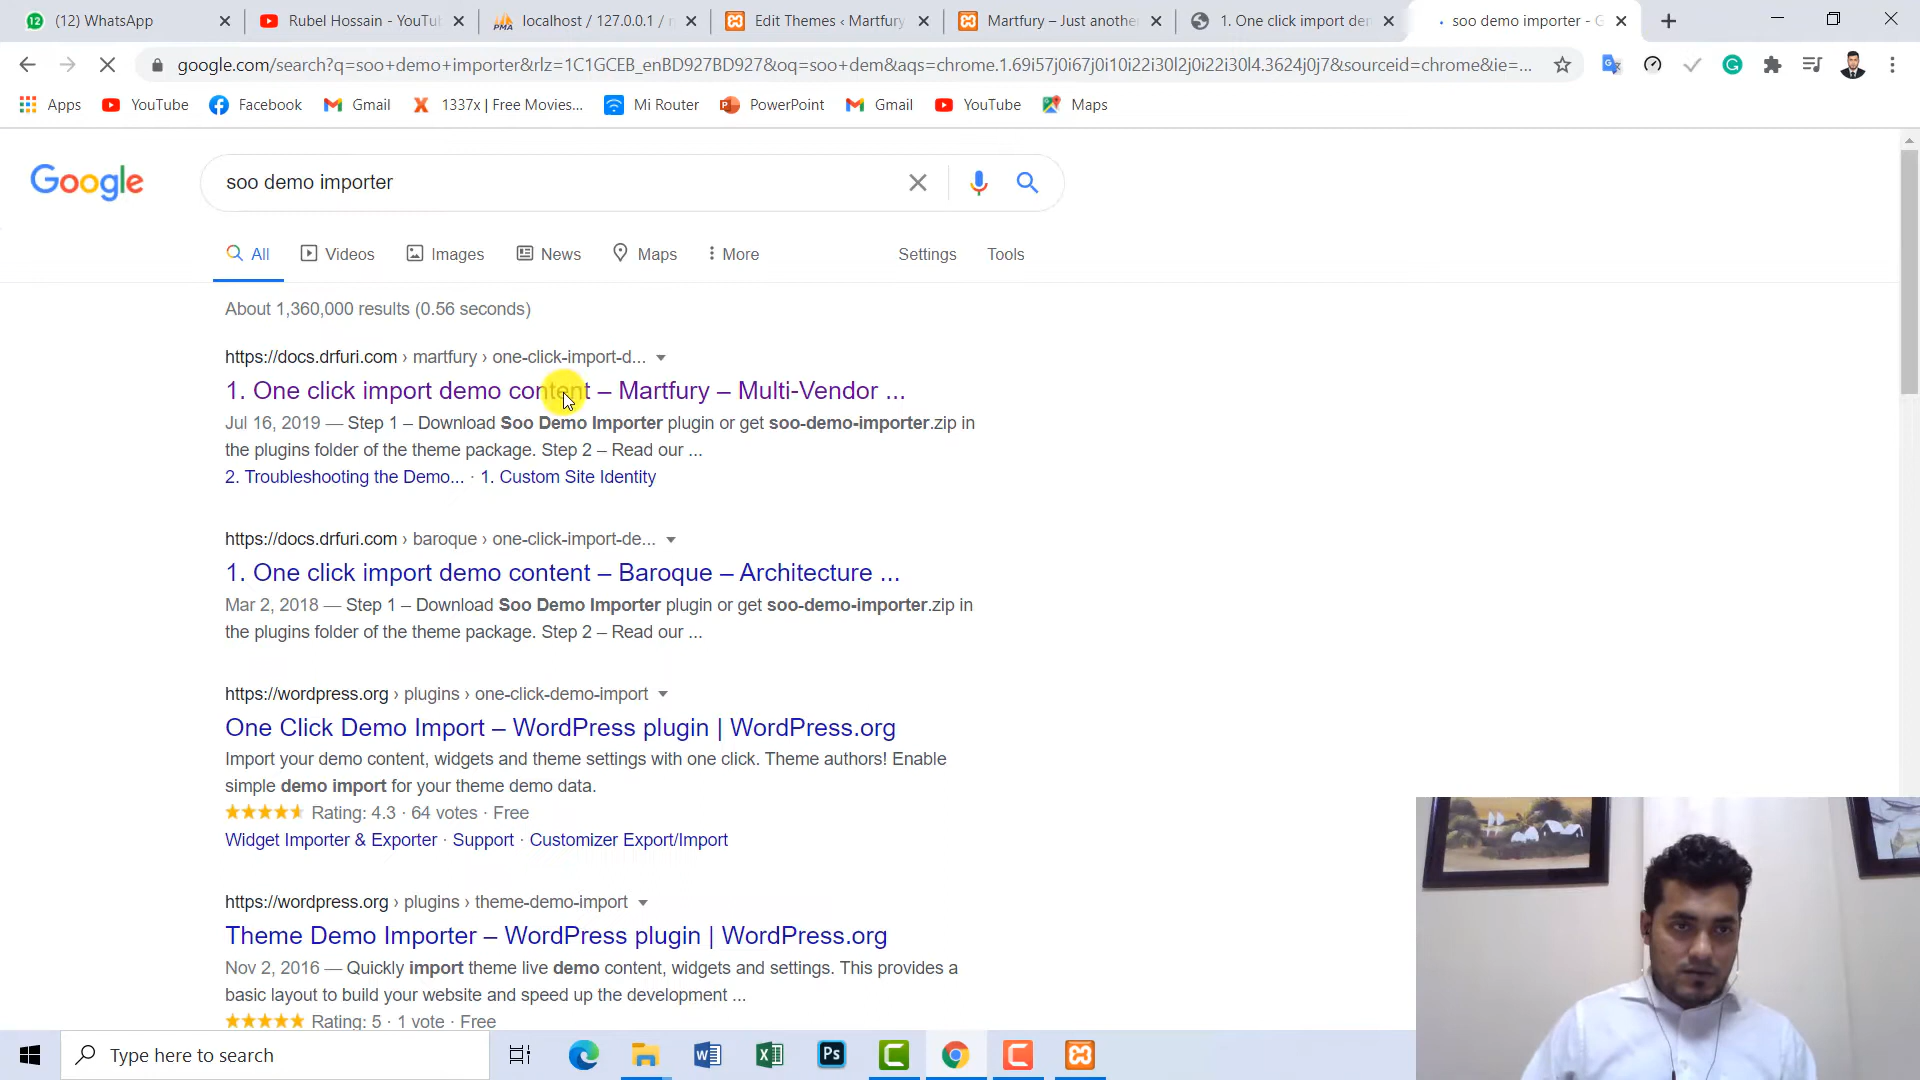 (12) WhatsApp
Rubel Hossain - YouTu
localhost / 127.0.0.1 / m
Edit Themes ‹ Martfury
Martfury – Just anothe
1. One click import de
soo demo importer - G
google.com/search?q=soo+demo+importer&rlz=1C1GCEB_enBD927BD927&oq=soo+dem&aqs=chrome.1.69i57j0i67j0i10i22i30l2j0i22i30l4.3624j0j7&sourceid=chrome&ie=...
Apps
YouTube
Facebook
Gmail
1337x | Free Movies...
Mi Router
PowerPoint
Gmail
YouTube
Maps
Google
soo demo importer
All
Videos
Images
News
Maps
More
Settings
Tools
About 1,360,000 results (0.56 seconds)
https://docs.drfuri.com › martfury › one-click-import-d...
1. One click import demo content – Martfury – Multi-Vendor ...
Jul 16, 2019 — Step 1 – Download Soo Demo Importer plugin or get soo-demo-importer.zip in
the plugins folder of the theme package. Step 2 – Read our ...
2. Troubleshooting the Demo... · 1. Custom Site Identity
https://docs.drfuri.com › baroque › one-click-import-de...
1. One click import demo content – Baroque – Architecture ...
Mar 2, 2018 — Step 1 – Download Soo Demo Importer plugin or get soo-demo-importer.zip in
the plugins folder of the theme package. Step 2 – Read our ...
https://wordpress.org › plugins › one-click-demo-import
One Click Demo Import – WordPress plugin | WordPress.org
Import your demo content, widgets and theme settings with one click. Theme authors! Enable
simple demo import for your theme demo data.
Rating: 4.3 · 64 votes · Free
Widget Importer & Exporter · Support · Customizer Export/Import
https://wordpress.org › plugins › theme-demo-import
Theme Demo Importer – WordPress plugin | WordPress.org
Nov 2, 2016 — Quickly import theme live demo content, widgets and settings. This provides a
basic layout to build your website and speed up the development ...
Rating: 5 · 1 vote · Free
Type here to search